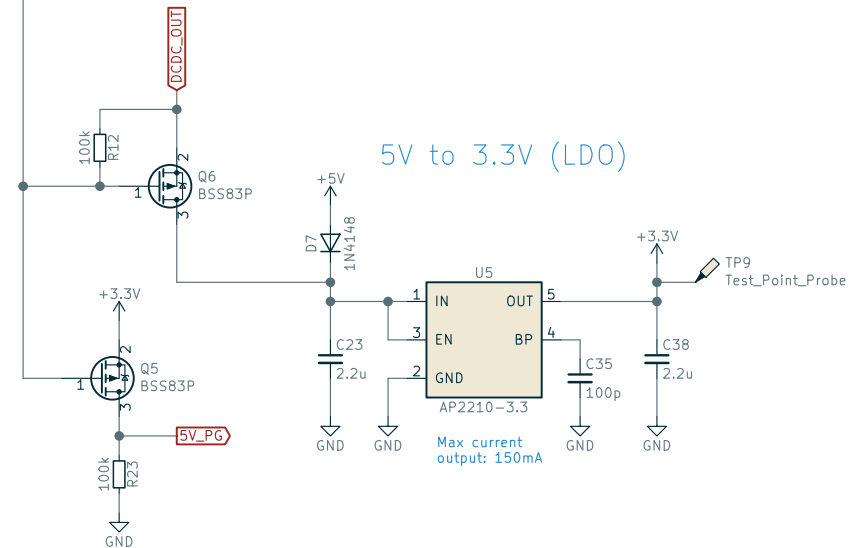 DCDC_OUT
100k
R12
2
Q6
BSS83P
1
3
5V to 3.3V (LDO)
+5V
D7
1N4148
+3.3V
TP9
Test_Point_Probe
U5
1
IN
OUT
5
3
EN
BP
4
2
GND
AP2210-3.3
C23
2.2u
C35
100p
C38
2.2u
GND
GND
GND
GND
Max current
output: 150mA
+3.3V
2
Q5
BSS83P
1
3
5V_PG
100k
R23
GND